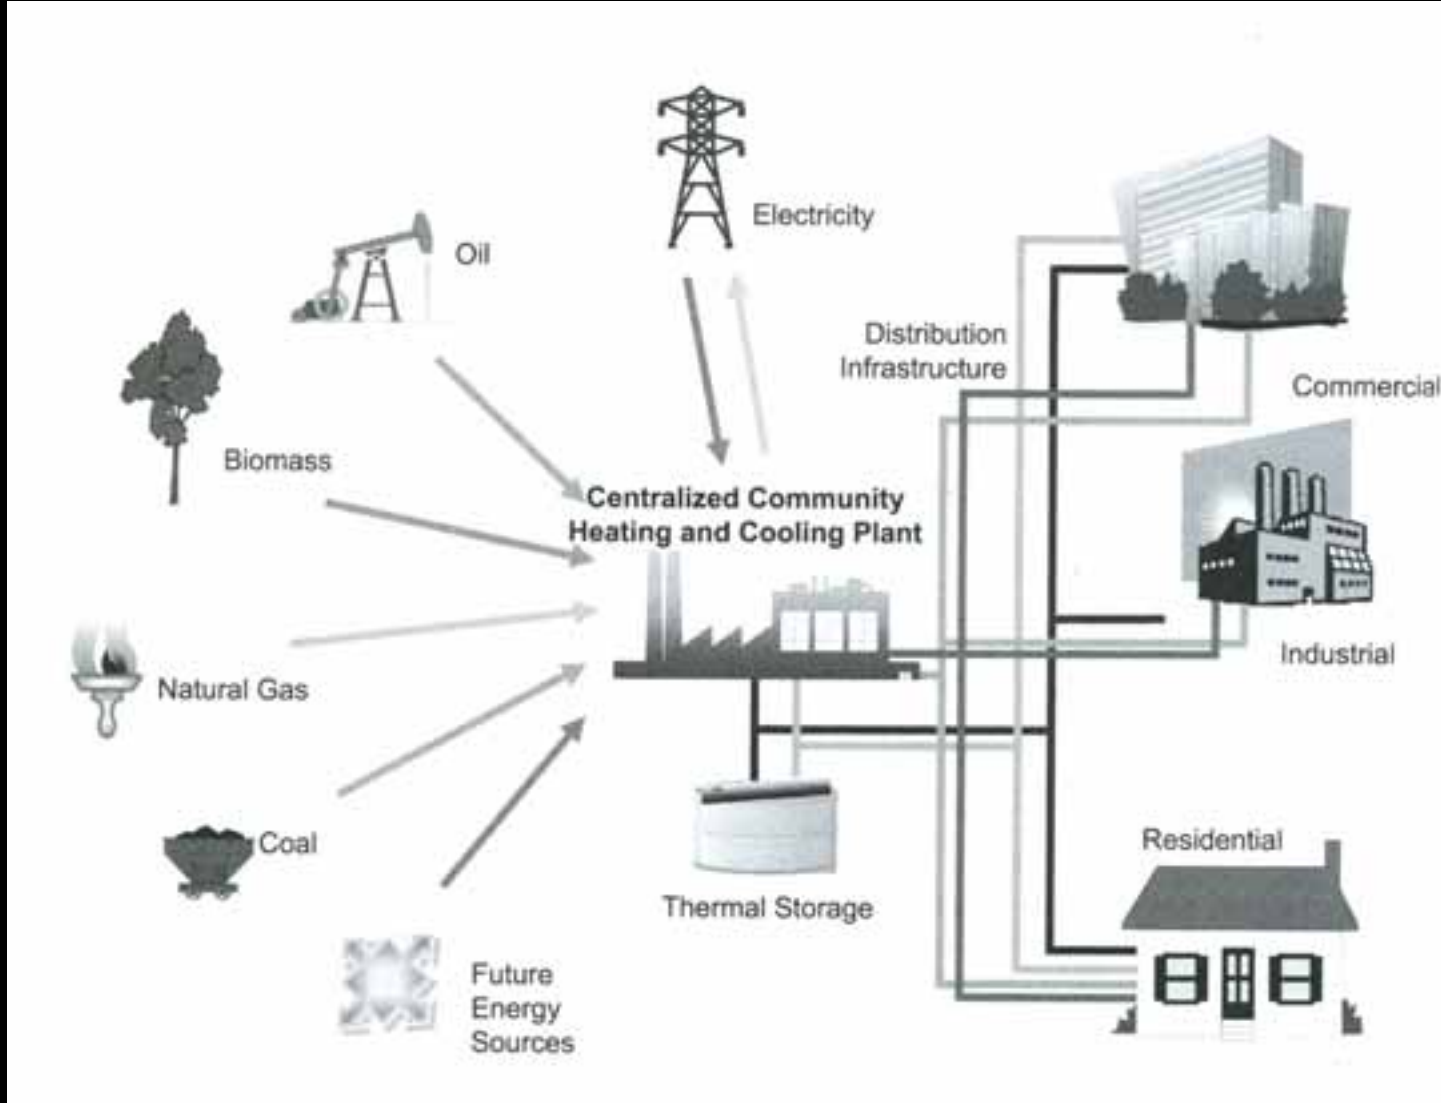 Electricity
Oil
Distribution
Infrastructure
Commercial
Biomass
Centralized Community
Heating and Cooling Plant
Industrial
Natural Gas
Coal
Residential
Thermal Storage
Future
Energy
Sources